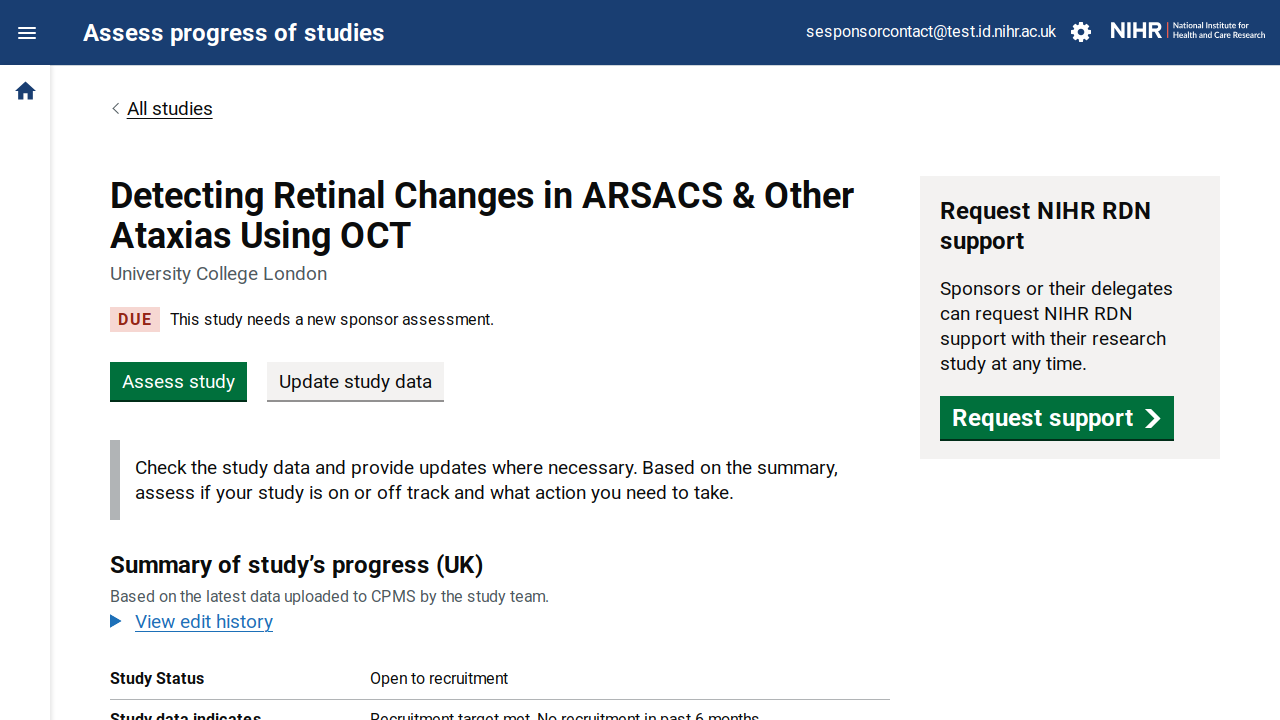 Assess progress of studies
sesponsorcontact@test.id.nihr.ac.uk
NIHR
National Institute for
Health and Care Research
All studies
Detecting Retinal Changes in ARSACS & Other
Ataxias Using OCT
University College London
DUE This study needs a new sponsor assessment.
Assess study
Update study data
Check the study data and provide updates where necessary. Based on the summary,
assess if your study is on or off track and what action you need to take.
Summary of study’s progress (UK)
Based on the latest data uploaded to CPMS by the study team.
View edit history
Study Status Open to recruitment
Study data indicates Recruitment target met, No recruitment in past 6 months
Request NIHR RDN
support
Sponsors or their delegates
can request NIHR RDN
support with their research
study at any time.
Request support